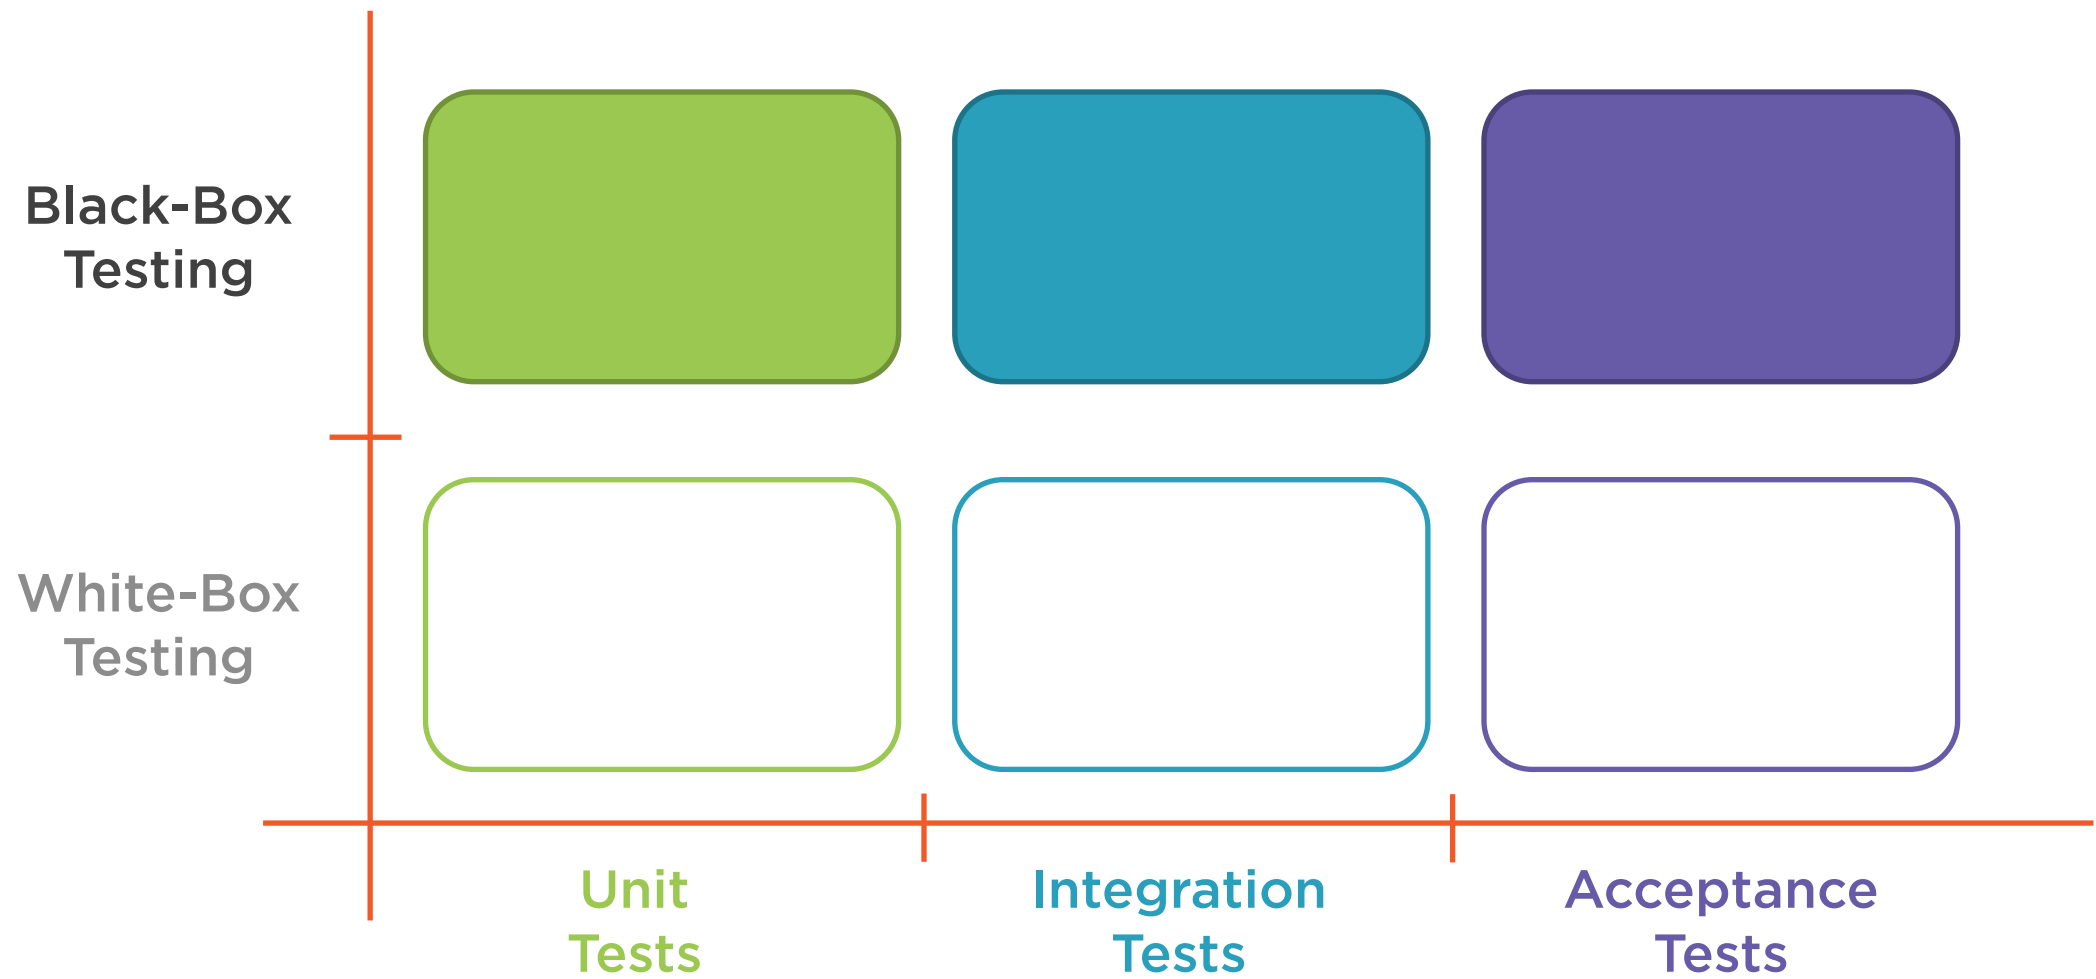 Black-Box
Testing
White-Box
Testing
Unit
Tests
Integration
Tests
Acceptance
Tests